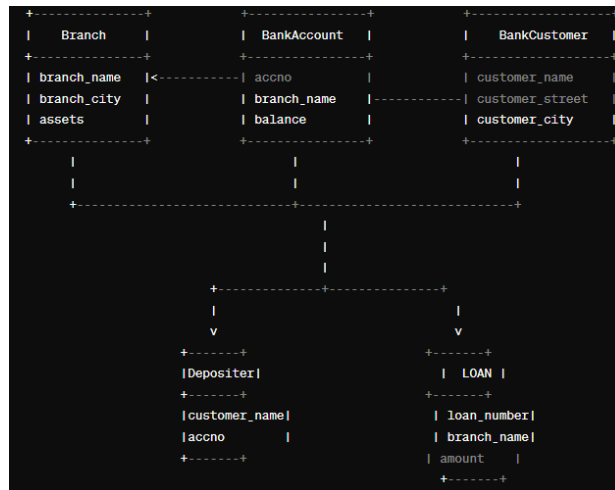 +---------------+ +----------------+ +-------------------+
| Branch | | BankAccount | | BankCustomer |
+---------------+ +----------------+ +-------------------+
| branch_name |<-----------| accno | | customer_name |
| branch_city | | branch_name |------------| customer_street |
| assets | | balance | | customer_city |
+---------------+ +----------------+ +-------------------+
| | |
| | |
+-----------------------------+-----------------------------+
|
|
|
+--------------+---------------+
| |
v v
+-------+ +-------+
|Depositer| | LOAN |
+-------+ +-------+
|customer_name| | loan_number|
|accno | | branch_name|
+-------+ | amount |
+-------+